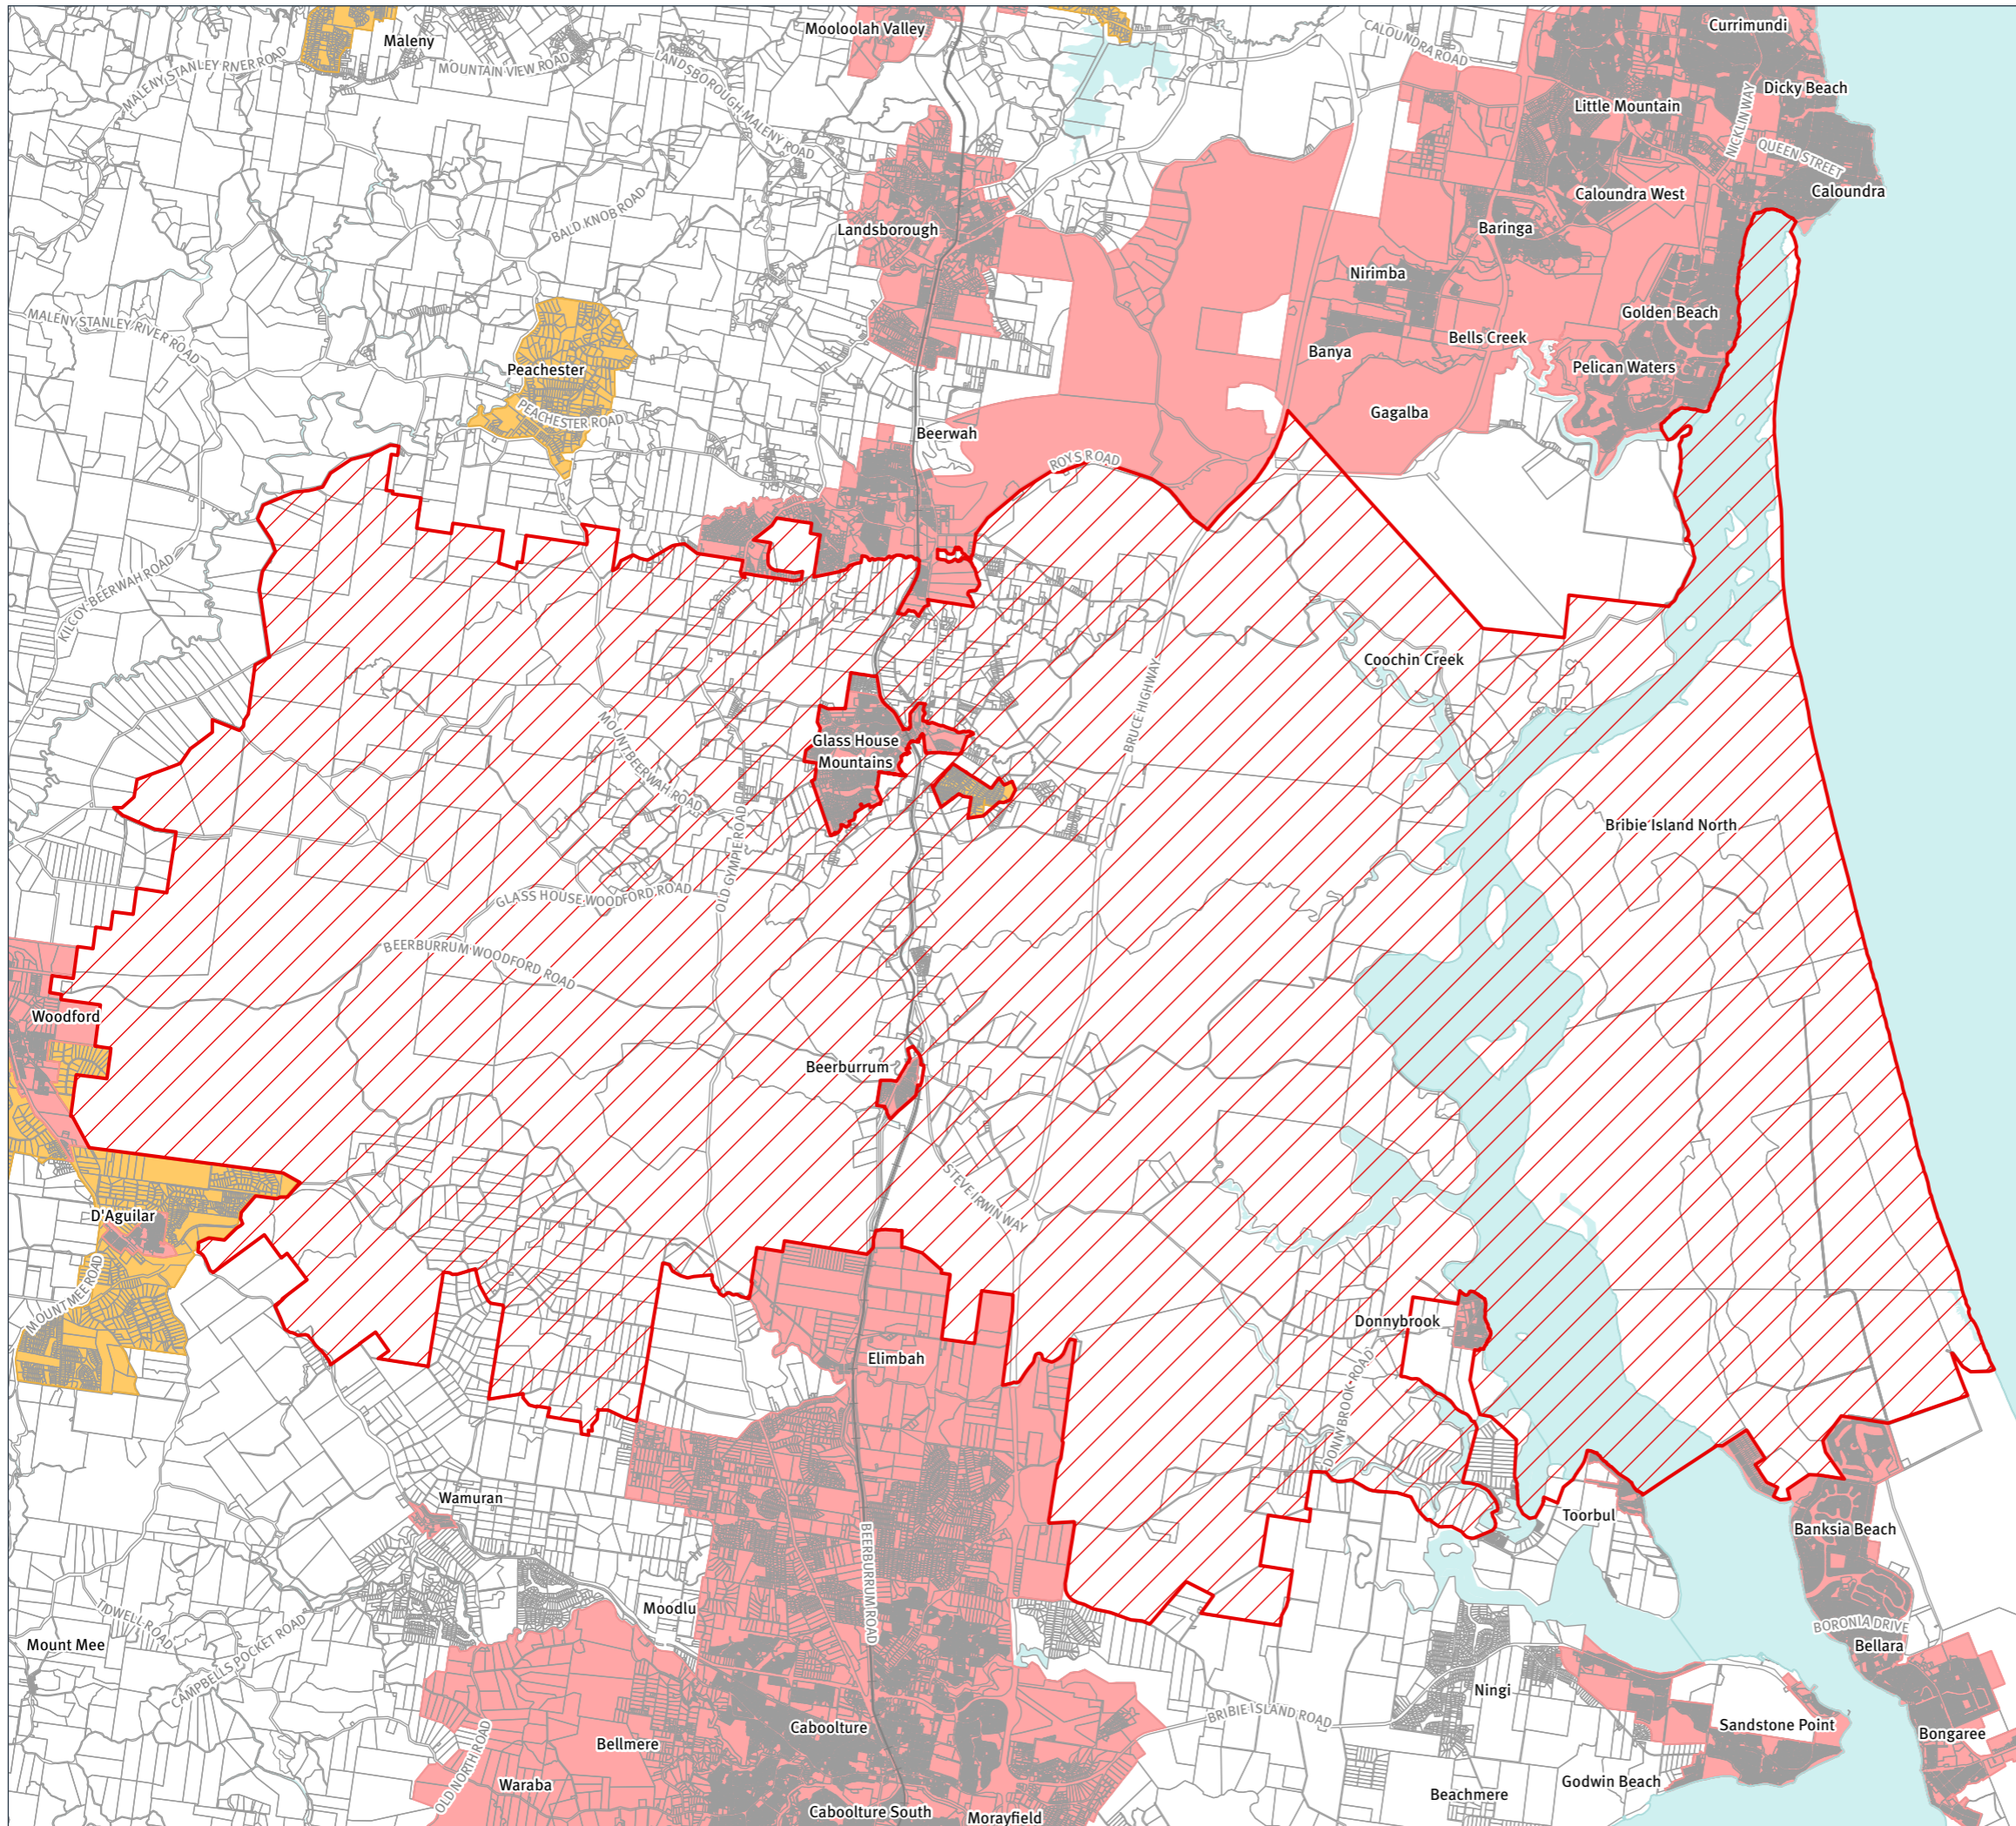 Maleny
Mooloolah Valley
CALOUNDRA ROAD
Currimundi
MALENY STANLEY RIVER ROAD
MOUNTAIN VIEW ROAD
LANDSBOROUGH MALENY ROAD
Little Mountain
Dicky Beach
NICKLIN WAY
QUEEN STREET
Caloundra West
Caloundra
BALD KNOB ROAD
Landsborough
Baringa
Nirimba
Golden Beach
MALENY STANLEY RIVER ROAD
Bells Creek
Banya
Peachester
Pelican Waters
PEACHESTER ROAD
Gagalba
Beerwah
ROYS ROAD
KILCOY-BEERWAH ROAD
Coochin Creek
BRUCE HIGHWAY
MOUNT BEERWAH ROAD
Glass House
Mountains
OLD GYMPIE ROAD
Bribie Island North
GLASS HOUSE WOODFORD ROAD
BEERBURRUM WOODFORD ROAD
Woodford
Beerburrum
STEVE IRWIN WAY
D'Aguilar
MOUNT MEE ROAD
Donnybrook
Elimbah
DONNYBROOK ROAD
Wamuran
Toorbul
Banksia Beach
BEERBURRUM ROAD
Moodlu
TIDWELL ROAD
Mount Mee
CAMPBELLS POCKET ROAD
BORONIA DRIVE
Bellara
Ningi
BRIBIE ISLAND ROAD
Sandstone Point
Caboolture
Bongaree
Bellmere
OLD NORTH ROAD
Waraba
Godwin Beach
Beachmere
Caboolture South
Morayfield